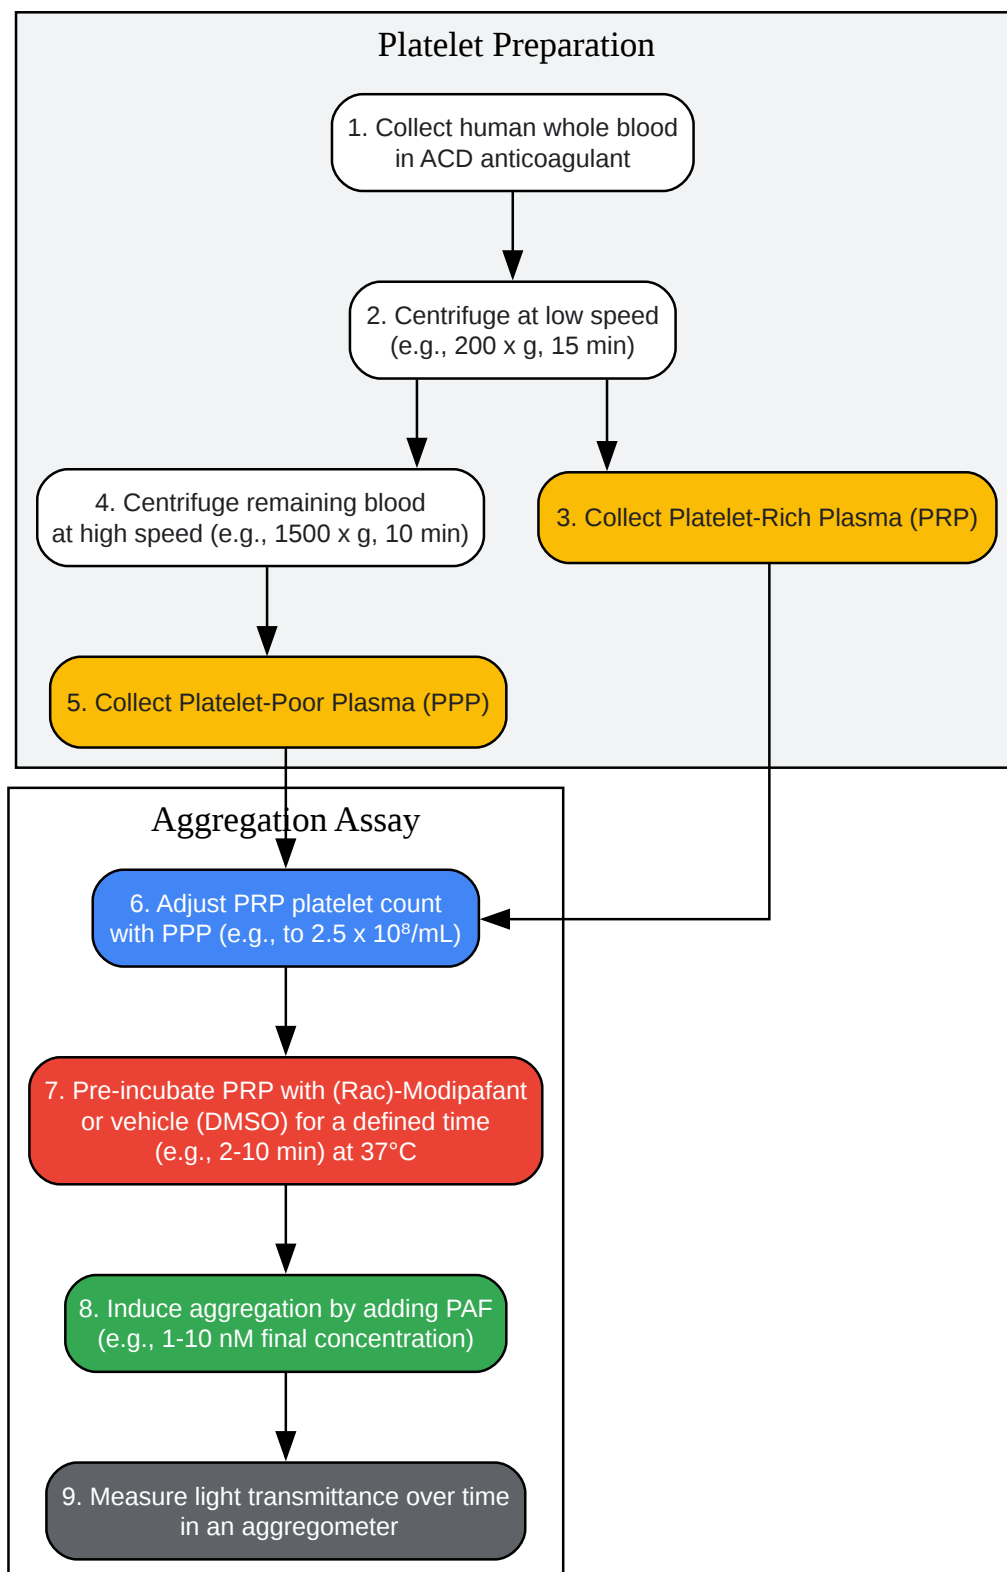 Platelet Preparation
1. Collect human whole blood
in ACD anticoagulant
2. Centrifuge at low speed
(e.g., 200 x g, 15 min)
3. Collect Platelet-Rich Plasma (PRP)
4. Centrifuge remaining blood
at high speed (e.g., 1500 x g, 10 min)
5. Collect Platelet-Poor Plasma (PPP)
Aggregation Assay
6. Adjust PRP platelet count
with PPP (e.g., to 2.5 x 10⁸/mL)
7. Pre-incubate PRP with (Rac)-Modipafant
or vehicle (DMSO) for a defined time
(e.g., 2-10 min) at 37°C
8. Induce aggregation by adding PAF
(e.g., 1-10 nM final concentration)
9. Measure light transmittance over time
in an aggregometer